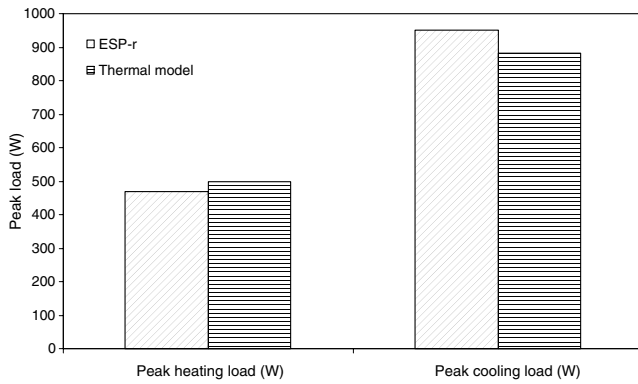 1000
900
800
700
600
500
400
300
200
100
0
Peak load (W)
ESP-r
Thermal model
Peak heating load (W)
Peak cooling load (W)